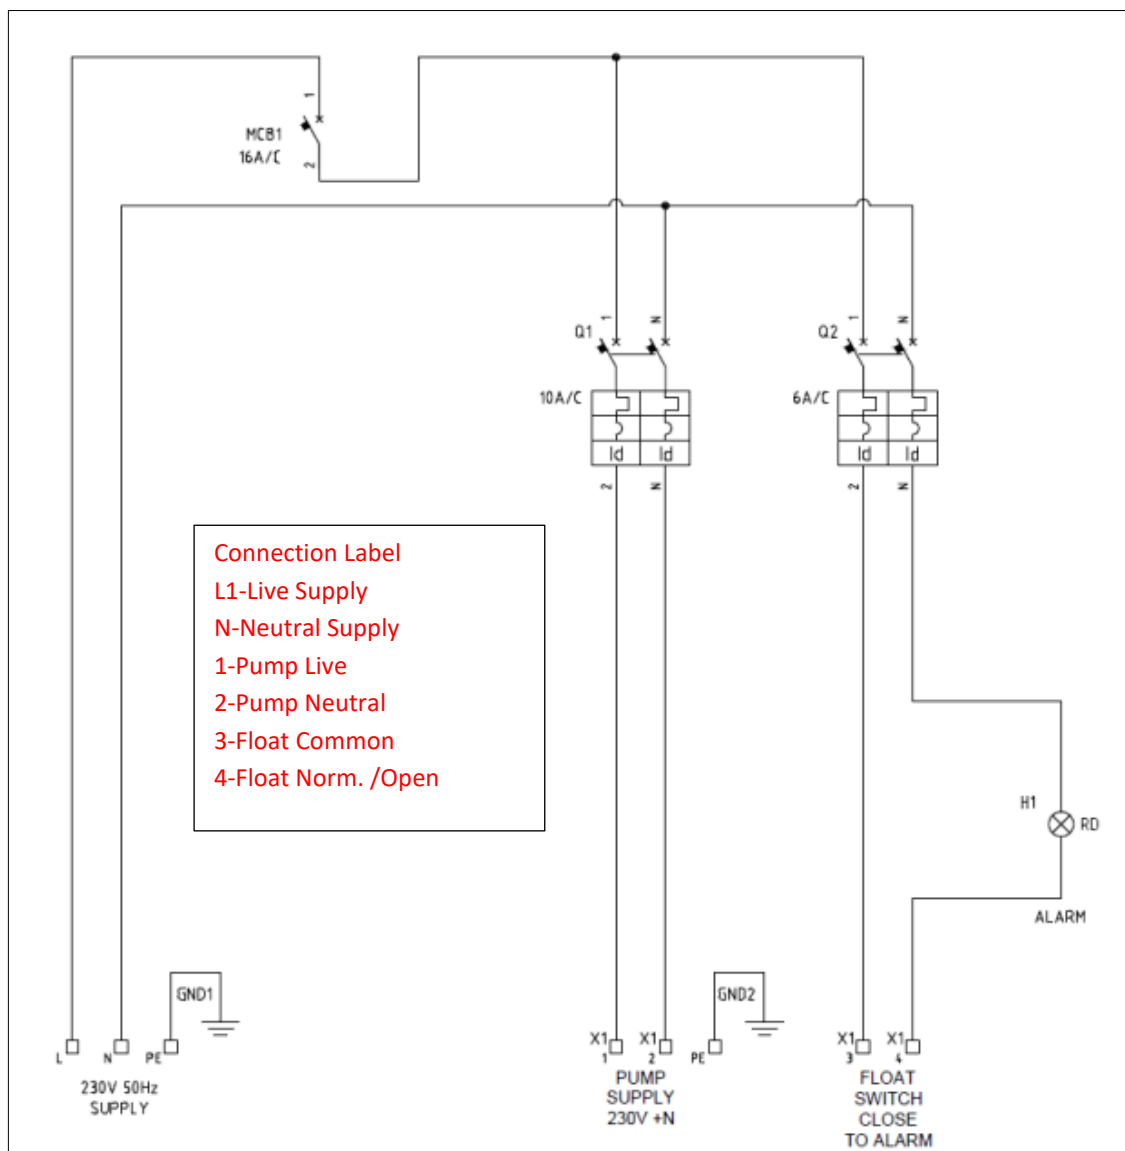 1
MCB1
16A/C
2
1
N
Q1
10A/C
Id
Id
2
N
1
N
Q2
6A/C
Id
Id
2
N
Connection Label
L1-Live Supply
N-Neutral Supply
1-Pump Live
2-Pump Neutral
3-Float Common
4-Float Norm. /Open
H1
RD
ALARM
GND1
L
N
PE
230V 50Hz
SUPPLY
GND2
X1
1
X1
2
PE
PUMP
SUPPLY
230V +N
X1
3
X1
4
FLOAT
SWITCH
CLOSE
TO ALARM